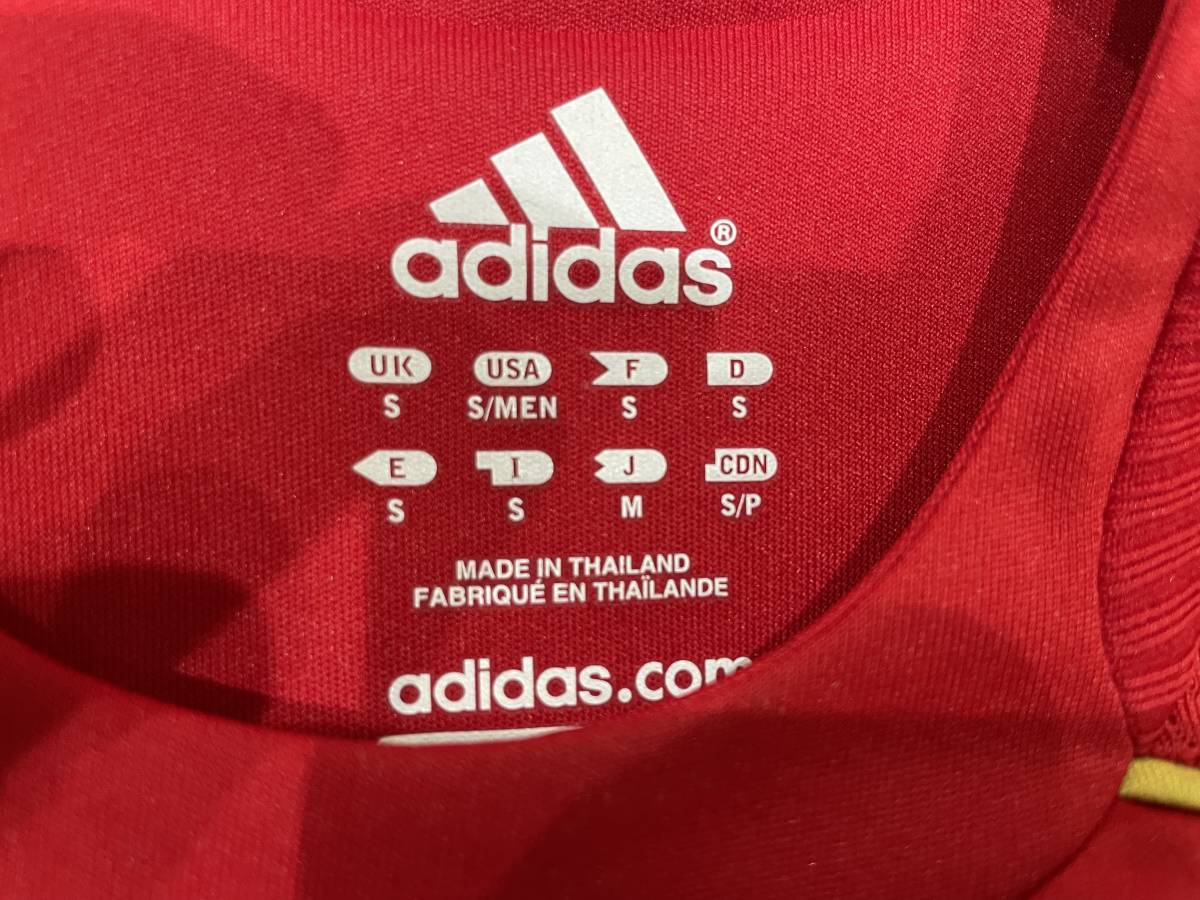 adidas®
UK USA F D
S S/MEN S S
E I J CDN
S S M S/P
MADE IN THAILAND
FABRIQUÉ EN THAÏLANDE
adidas.com